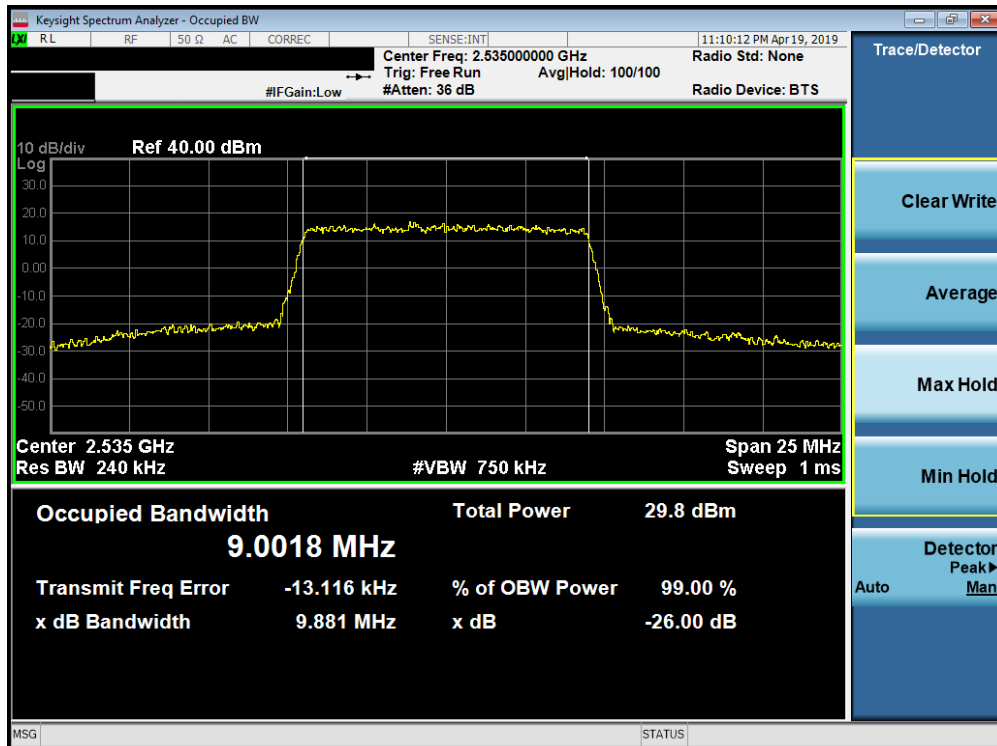 Keysight Spectrum Analyzer - Occupied BW
LXI RL RF 50 Ω AC CORREC SENSE:INT 11:10:12 PM Apr 19, 2019
Center Freq: 2.535000000 GHz Radio Std: None
Trig: Free Run Avg|Hold: 100/100
#IFGain:Low #Atten: 36 dB Radio Device: BTS
Trace/Detector
10 dB/div Ref 40.00 dBm
Log
30.0
20.0
10.0
0.00
-10.0
-20.0
-30.0
-40.0
-50.0
Center 2.535 GHz Span 25 MHz
Res BW 240 kHz #VBW 750 kHz Sweep 1 ms
Occupied Bandwidth Total Power 29.8 dBm
9.0018 MHz
Transmit Freq Error -13.116 kHz % of OBW Power 99.00 %
x dB Bandwidth 9.881 MHz x dB -26.00 dB
Clear Write
Average
Max Hold
Min Hold
Detector
Peak▶
Auto Man
MSG STATUS